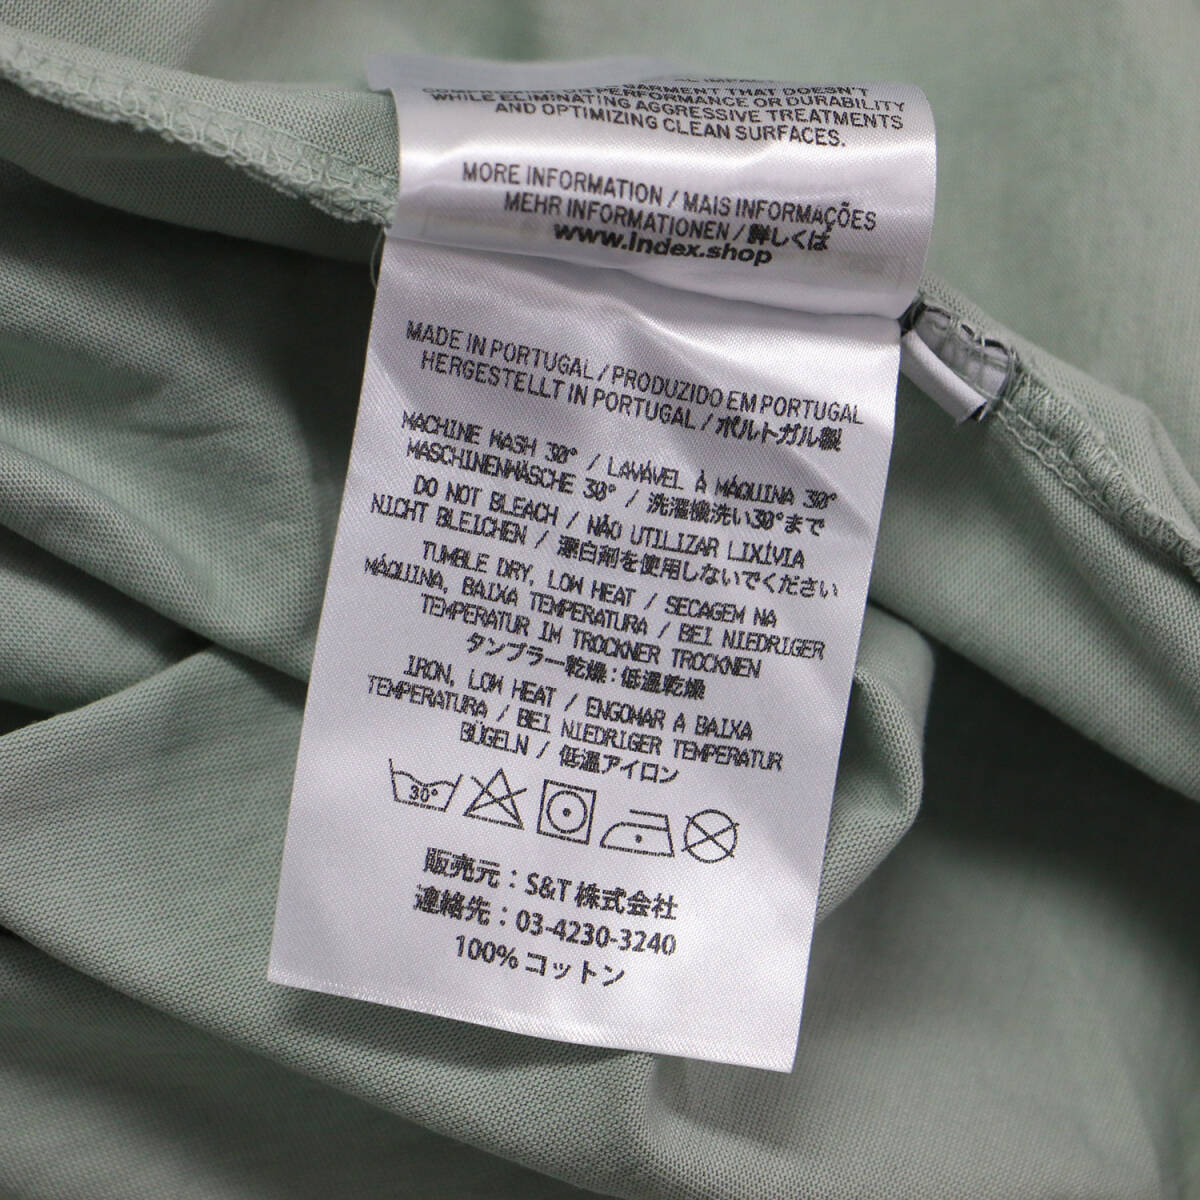 GARMENT THAT DOESN'T
WHILE ELIMINATING PERFORMANCE OR DURABILITY
AND OPTIMIZING AGGRESSIVE TREATMENTS
CLEAN SURFACES.
MORE INFORMATION / MAIS INFORMAÇÕES
MEHR INFORMATIONEN / 詳しくは
www.index.shop
MADE IN PORTUGAL / PRODUZIDO EM PORTUGAL
HERGESTELLT IN PORTUGAL / ポルトガル製
MACHINE WASH 30° / LAVÁVEL À MÁQUINA 30°
MASCHINENWÄSCHE 30° / 洗濯機洗い30°まで
DO NOT BLEACH / NÃO UTILIZAR LIXÍVIA
NICHT BLEICHEN / 漂白剤を使用しないでください
TUMBLE DRY, LOW HEAT / SECAGEM NA
MÁQUINA, BAIXA TEMPERATURA / BEI NIEDRIGER
TEMPERATUR IM TROCKNER TROCKNEN
タンブラー乾燥:低温乾燥
IRON, LOW HEAT / ENGOMAR A BAIXA
TEMPERATURA / BEI NIEDRIGER TEMPERATUR
BÜGELN / 低温アイロン
30°
販売元:S&T 株式会社
連絡先:03-4230-3240
100% コットン